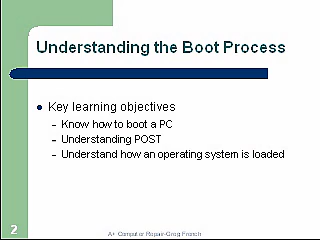 Understanding the Boot Process
Key learning objectives
– Know how to boot a PC
– Understanding POST
– Understand how an operating system is loaded
2
A+ Computer Repair-Greg French